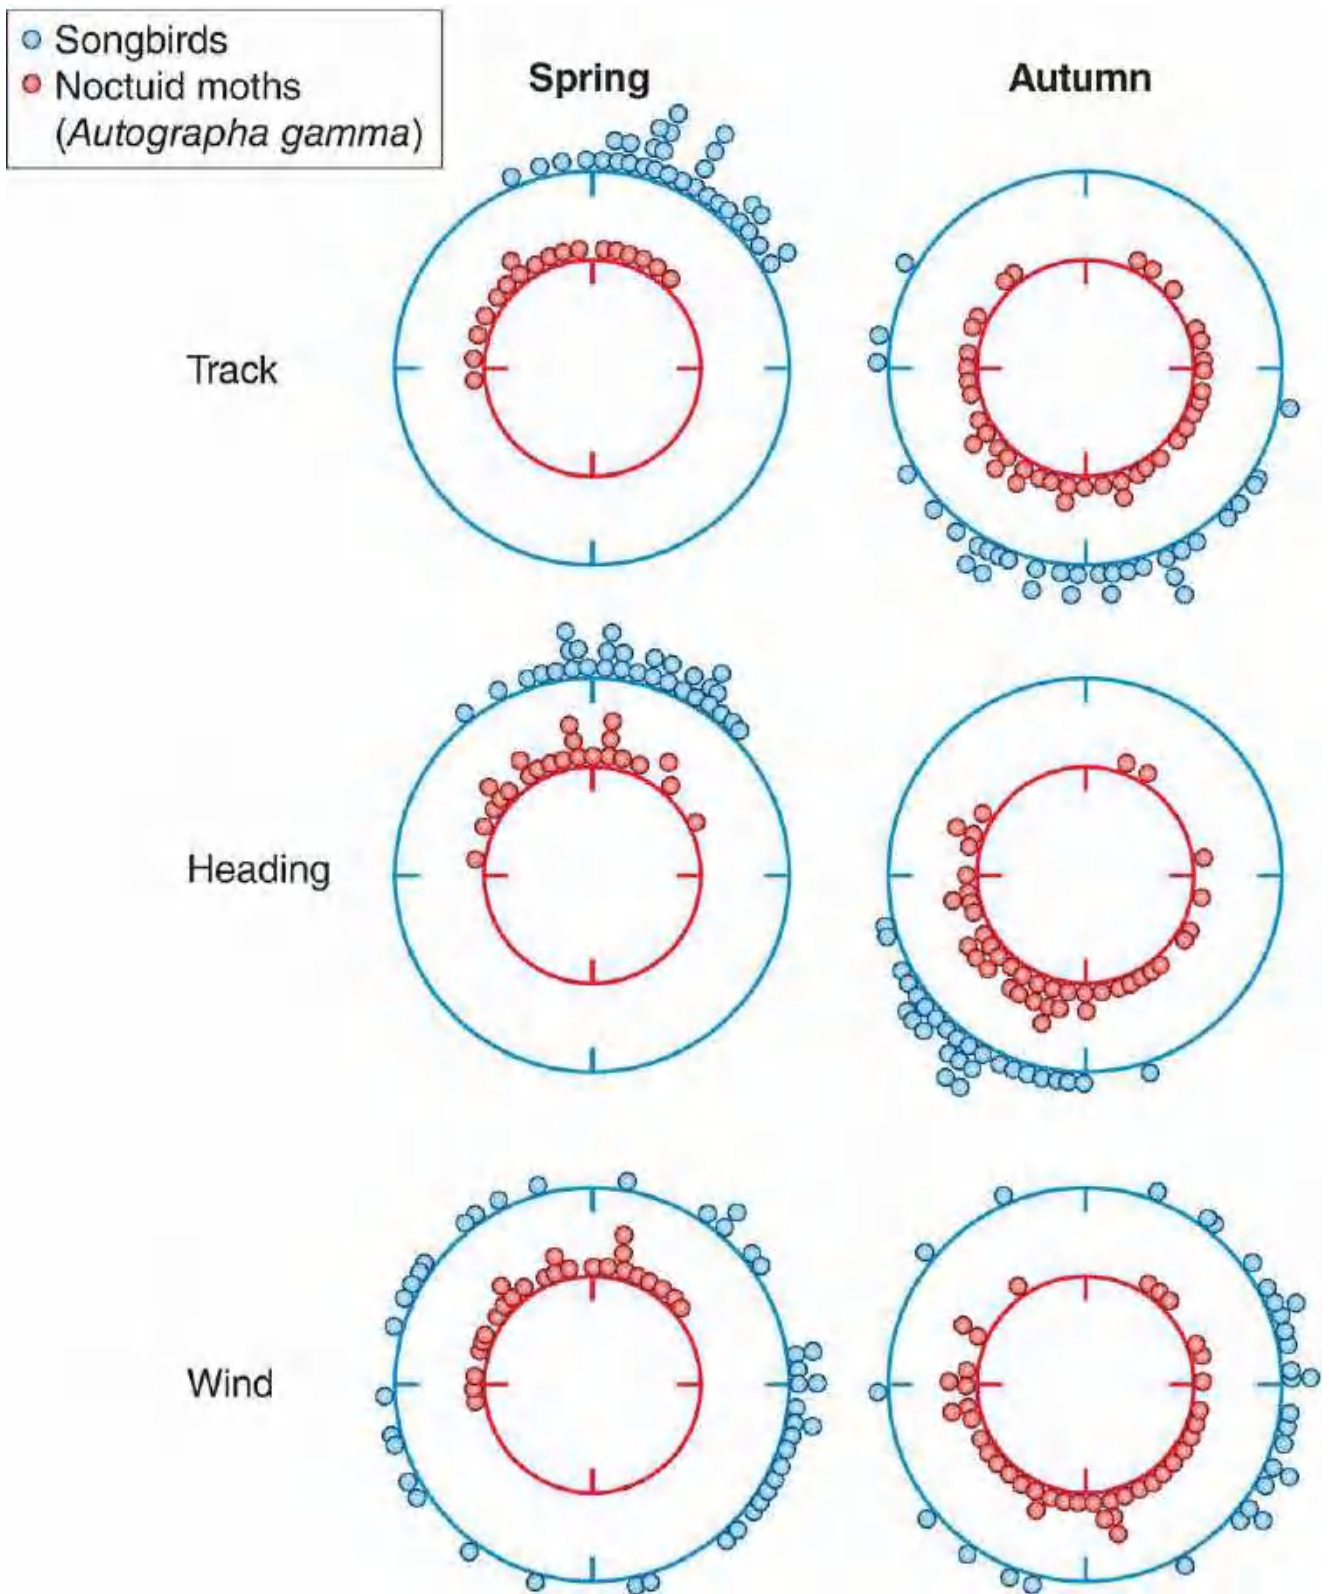 Songbirds
Noctuid moths
(Autographa gamma)
Spring
Autumn
Track
Heading
Wind